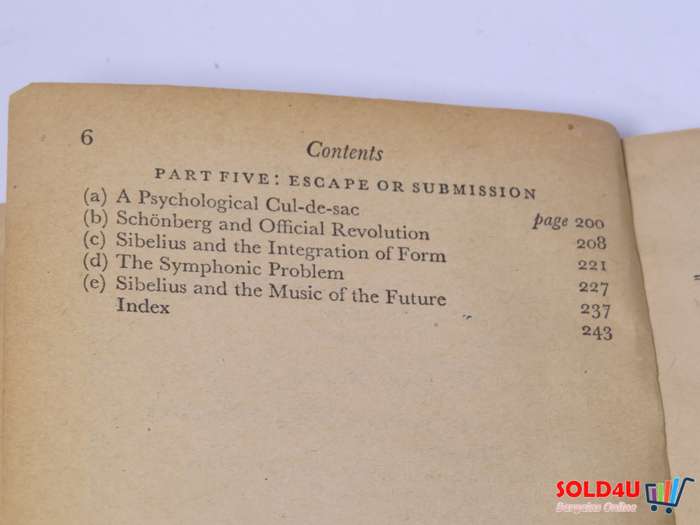 6
Contents
PART FIVE: ESCAPE OR SUBMISSION
(a) A Psychological Cul-de-sac page 200
(b) Schönberg and Official Revolution 208
(c) Sibelius and the Integration of Form 221
(d) The Symphonic Problem 227
(e) Sibelius and the Music of the Future 237
Index 243
SOLD4U
Bargains Online